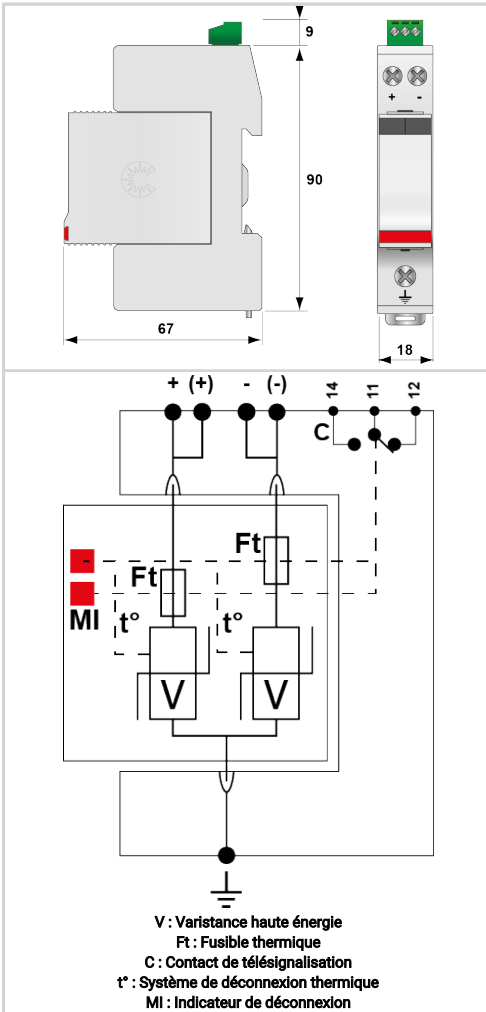 9
+ -
90
67
18
+ (+) - (-)
14 11 12
C
Ft
Ft
MI
t°
t°
V
V
V : Varistance haute énergie
Ft : Fusible thermique
C : Contact de télésignalisation
t° : Système de déconnexion thermique
MI : Indicateur de déconnexion